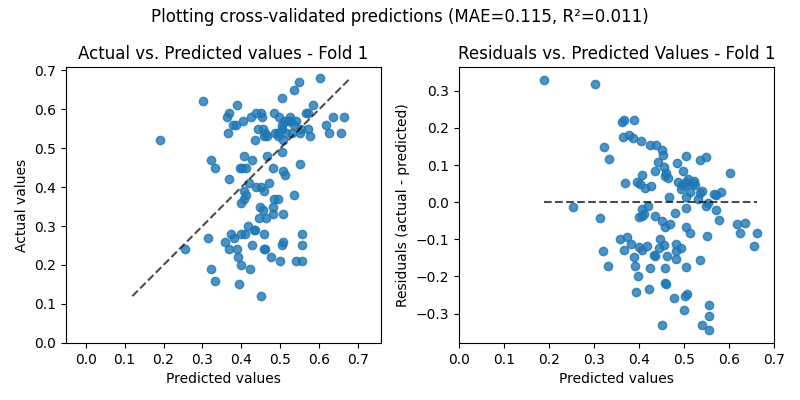 Plotting cross-validated predictions (MAE=0.115, R²=0.011)
Actual vs. Predicted values - Fold 1
Residuals vs. Predicted Values - Fold 1
Actual values
0.7
0.6
0.5
0.4
0.3
0.2
0.1
0.0
0.0 0.1 0.2 0.3 0.4 0.5 0.6 0.7
Predicted values
Residuals (actual - predicted)
0.3
0.2
0.1
0.0
−0.1
−0.2
−0.3
0.0 0.1 0.2 0.3 0.4 0.5 0.6 0.7
Predicted values